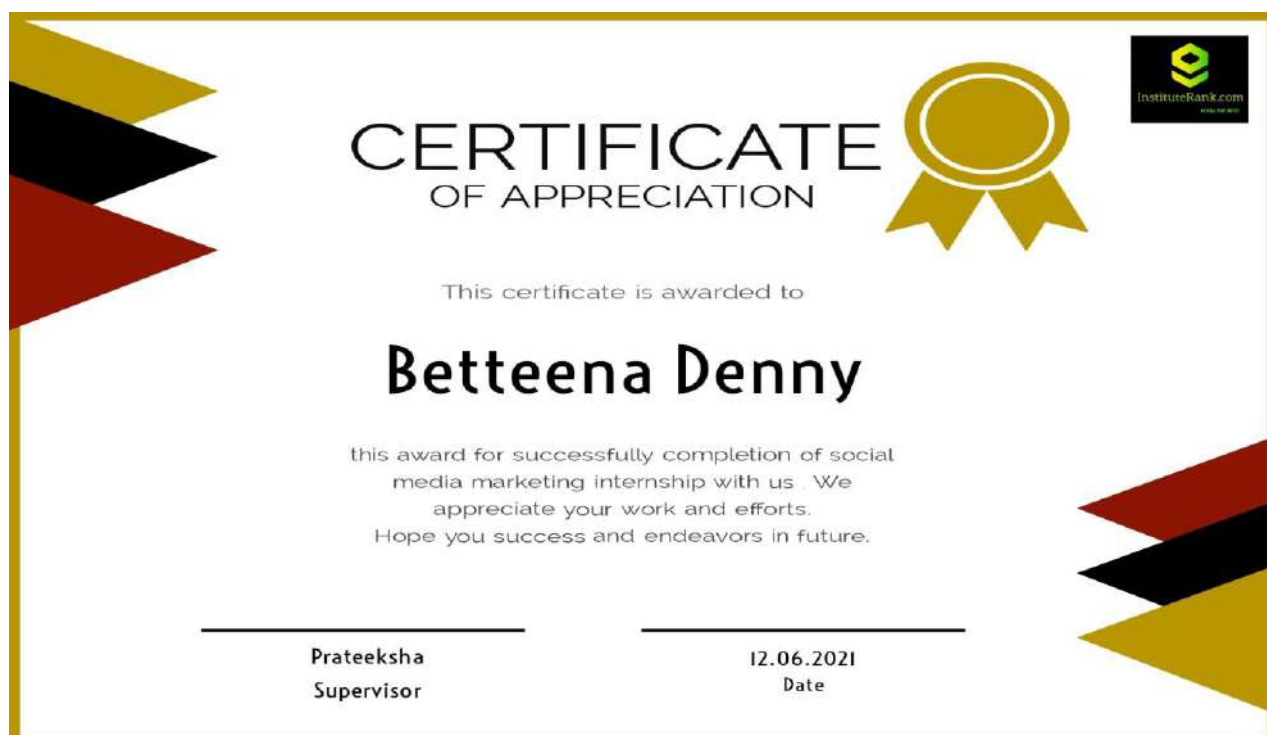 InstituteRank.com
CERTIFICATE
OF APPRECIATION
This certificate is awarded to
Betteena Denny
this award for successfully completion of social
media marketing internship with us . We
appreciate your work and efforts.
Hope you success and endeavors in future.
Prateeksha
Supervisor
12.06.2021
Date